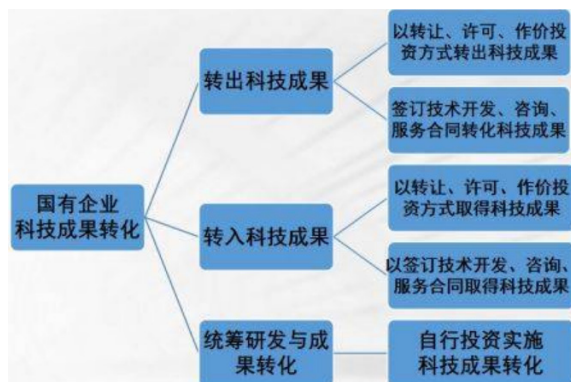 国有企业
科技成果转化
转出科技成果
以转让、许可、作价投
资方式转出科技成果
签订技术开发、咨询、
服务合同转化科技成果
转入科技成果
以转让、许可、作价投
资方式取得科技成果
以签订技术开发、咨询、
服务合同取得科技成果
统筹研发与成
果转化
自行投资实施
科技成果转化